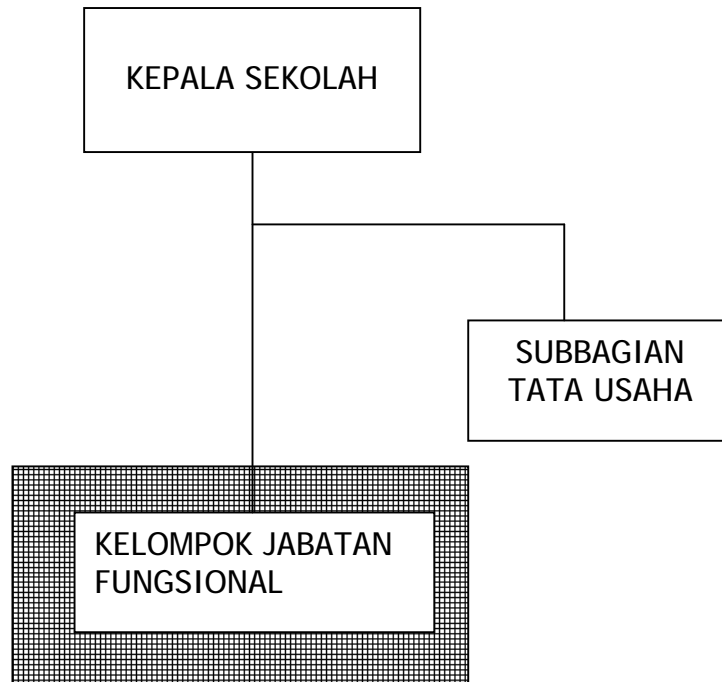 KEPALA SEKOLAH
SUBBAGIAN
TATA USAHA
KELOMPOK JABATAN
FUNGSIONAL